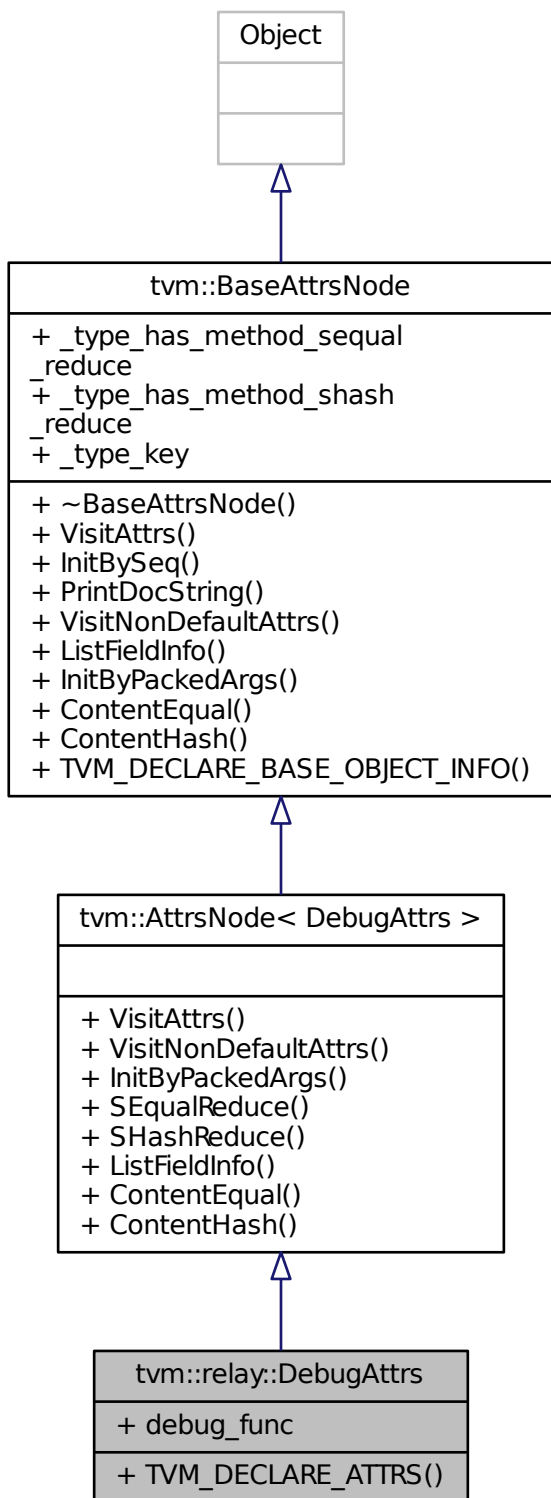 Object
tvm::BaseAttrsNode
+ _type_has_method_sequal
_reduce
+ _type_has_method_shash
_reduce
+ _type_key
+ ~BaseAttrsNode()
+ VisitAttrs()
+ InitBySeq()
+ PrintDocString()
+ VisitNonDefaultAttrs()
+ ListFieldInfo()
+ InitByPackedArgs()
+ ContentEqual()
+ ContentHash()
+ TVM_DECLARE_BASE_OBJECT_INFO()
tvm::AttrsNode< DebugAttrs >
+ VisitAttrs()
+ VisitNonDefaultAttrs()
+ InitByPackedArgs()
+ SEqualReduce()
+ SHashReduce()
+ ListFieldInfo()
+ ContentEqual()
+ ContentHash()
tvm::relay::DebugAttrs
+ debug_func
+ TVM_DECLARE_ATTRS()